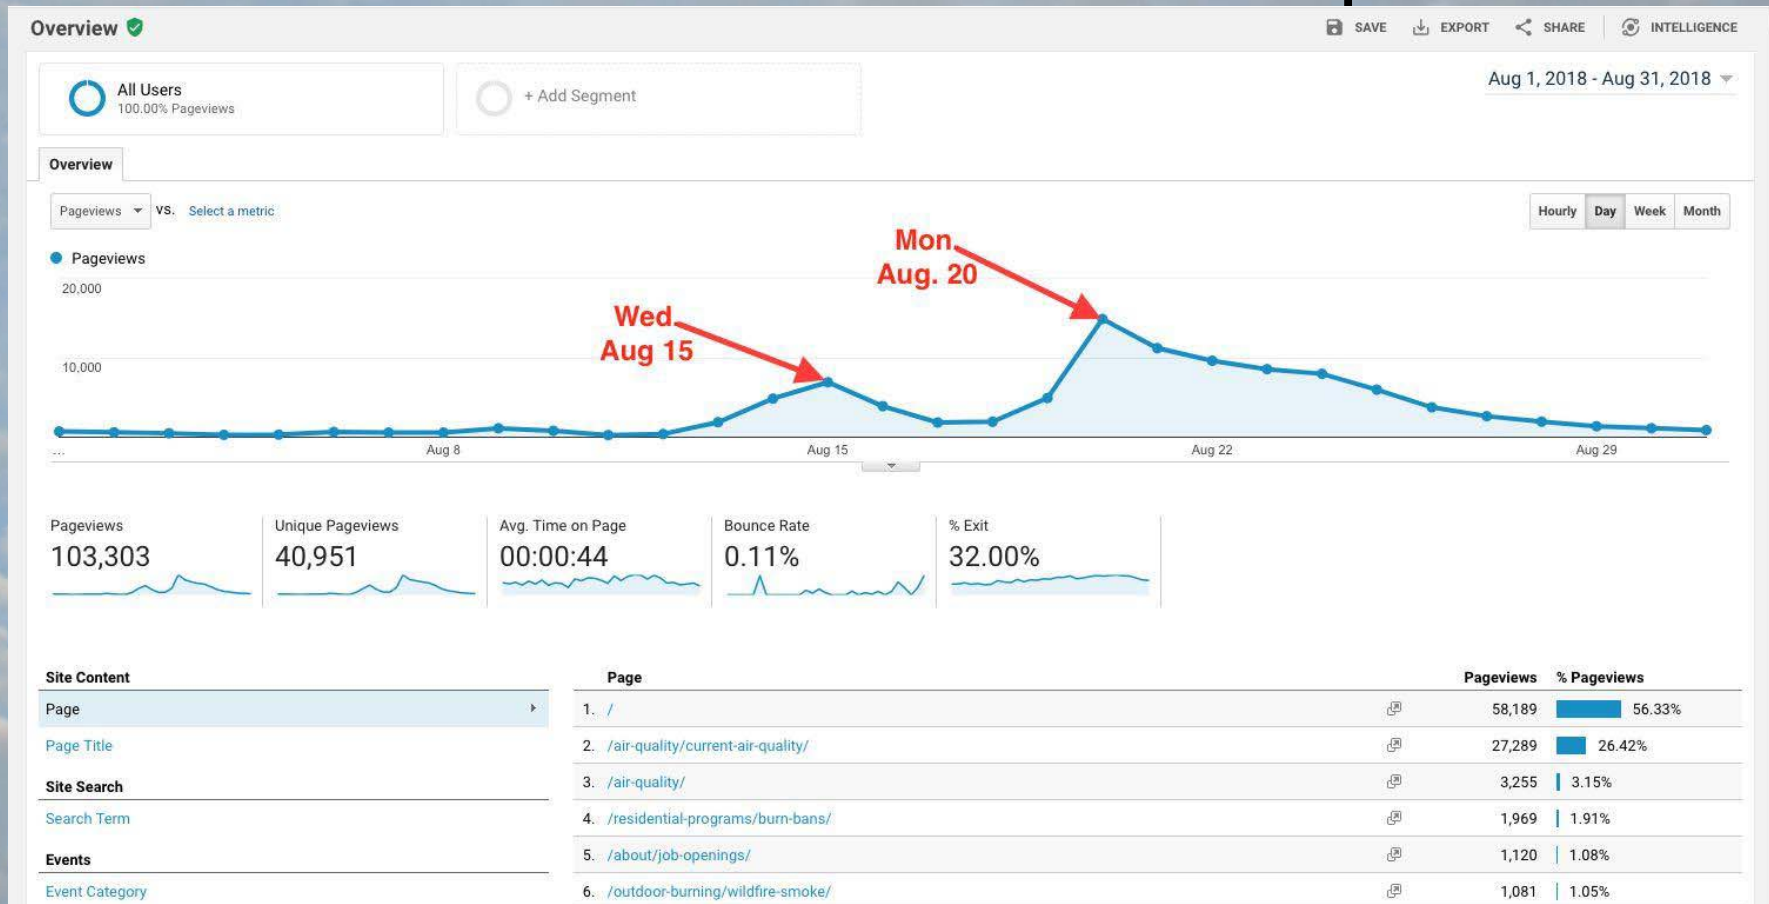 Overview
SAVE EXPORT SHARE INTELLIGENCE
All Users
100.00% Pageviews
+ Add Segment
Aug 1, 2018 - Aug 31, 2018
Overview
Pageviews VS. Select a metric
Hourly Day Week Month
Mon.
Aug. 20
Pageviews
20,000
Wed.
Aug 15
10,000
... Aug 8 Aug 15 Aug 22 Aug 29
Pageviews Unique Pageviews Avg. Time on Page Bounce Rate % Exit
103,303 40,951 00:00:44 0.11% 32.00%
Site Content Page Pageviews % Pageviews
Page 1. / 58,189 56.33%
Page Title 2. /air-quality/current-air-quality/ 27,289 26.42%
Site Search 3. /air-quality/ 3,255 3.15%
Search Term 4. /residential-programs/burn-bans/ 1,969 1.91%
Events 5. /about/job-openings/ 1,120 1.08%
Event Category 6. /outdoor-burning/wildfire-smoke/ 1,081 1.05%